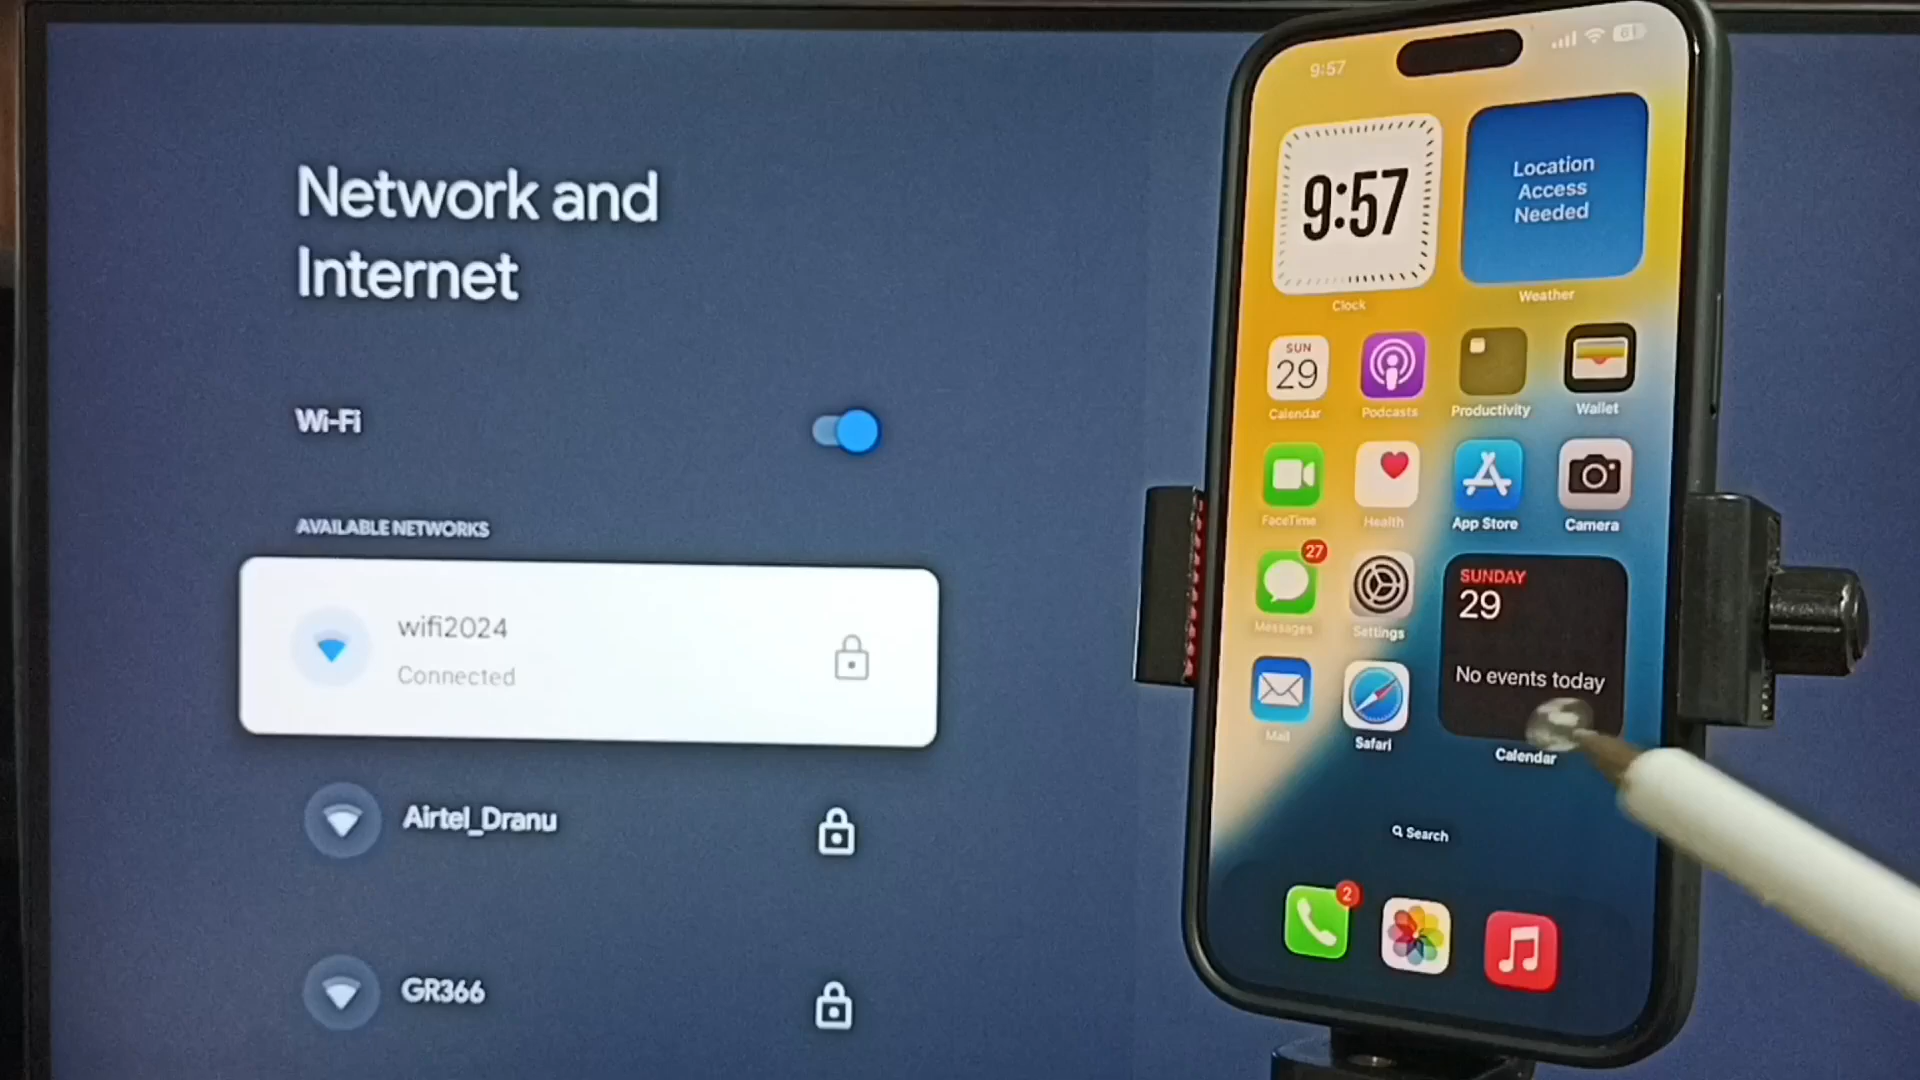 Network and
Internet
Wi-Fi
AVAILABLE NETWORKS
wifi2024
Connected
Airtel_Dranu
GR366
9:57
61
9:57
Clock
Location
Access
Needed
Weather
SUN
29
Calendar
Podcasts
Productivity
Wallet
FaceTime
Health
App Store
Camera
27
Messages
Settings
SUNDAY
29
No events today
Mail
Safari
Calendar
Search
2